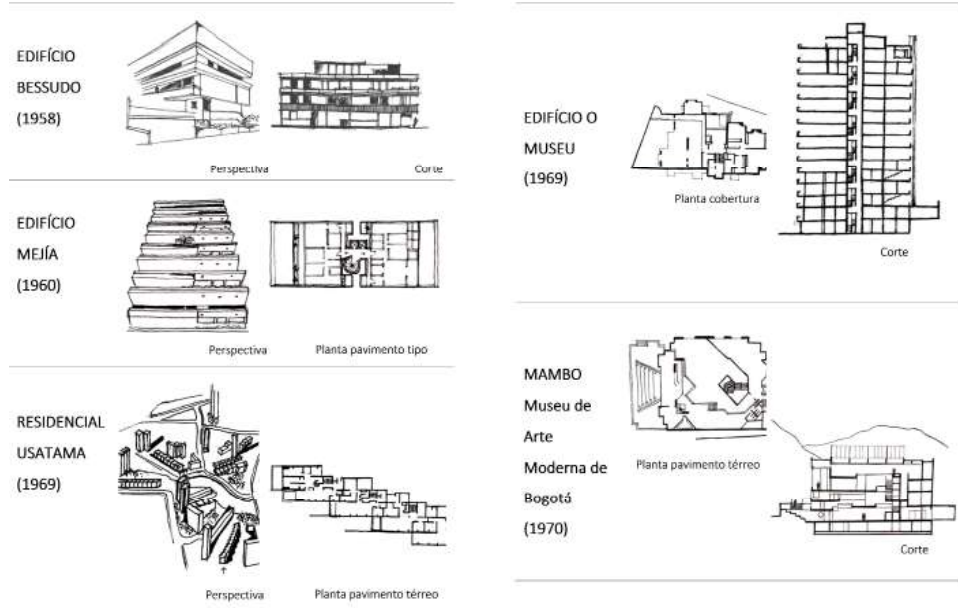 EDIFÍCIO
BESSUDO
(1958)
Perspectiva
Corte
EDIFÍCIO
MEJÍA
(1960)
Perspectiva
Planta pavimento tipo
RESIDENCIAL
USATAMA
(1969)
Perspectiva
Planta pavimento térreo
EDIFÍCIO O
MUSEU
(1969)
Planta cobertura
Corte
MAMBO
Museu de
Arte
Moderna de
Bogotá
(1970)
Planta pavimento térreo
Corte